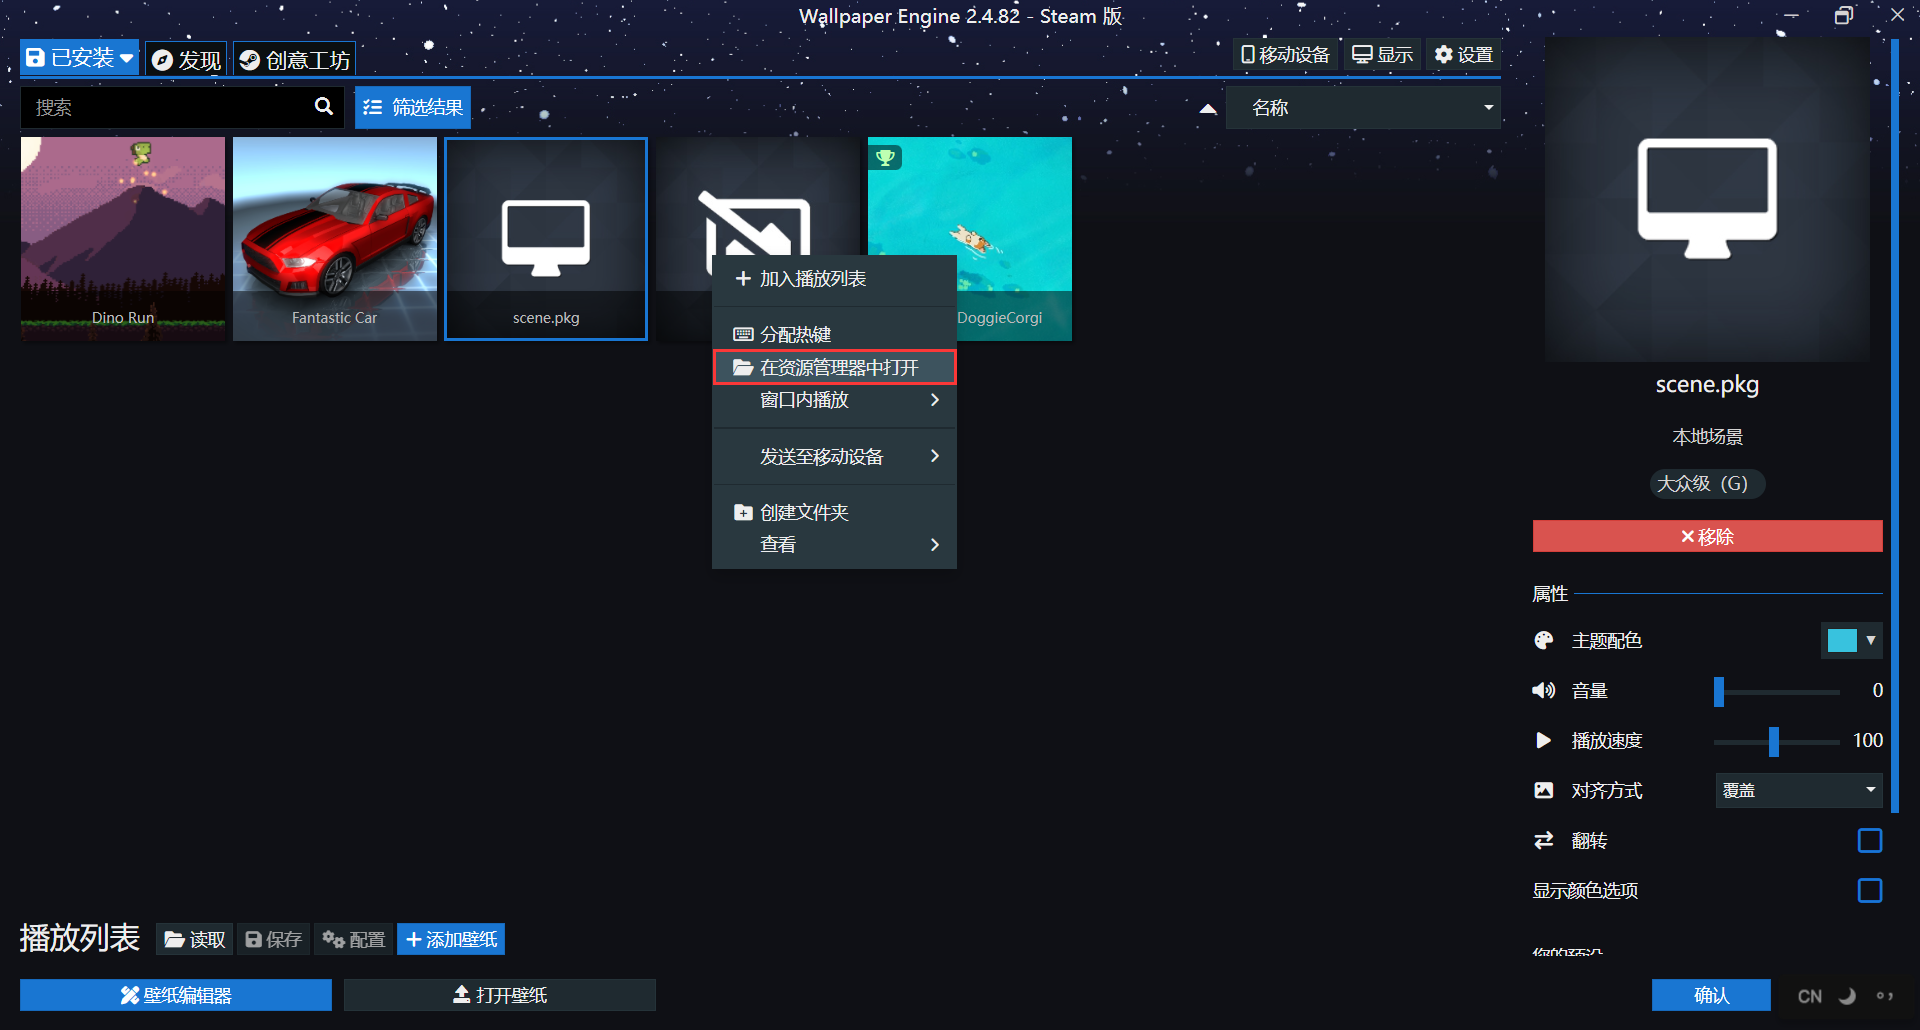 Wallpaper Engine 2.4.82 - Steam 版
已安装
发现
创意工坊
移动设备
显示
设置
搜索
筛选结果
名称
Dino Run
Fantastic Car
scene.pkg
DoggieCorgi
加入播放列表
分配热键
在资源管理器中打开
窗口内播放
发送至移动设备
创建文件夹
查看
scene.pkg
本地场景
大众级（G）
移除
属性
主题配色
音量
0
播放速度
100
对齐方式
覆盖
翻转
显示颜色选项
你的预设
播放列表
读取
保存
配置
添加壁纸
壁纸编辑器
打开壁纸
确认
CN